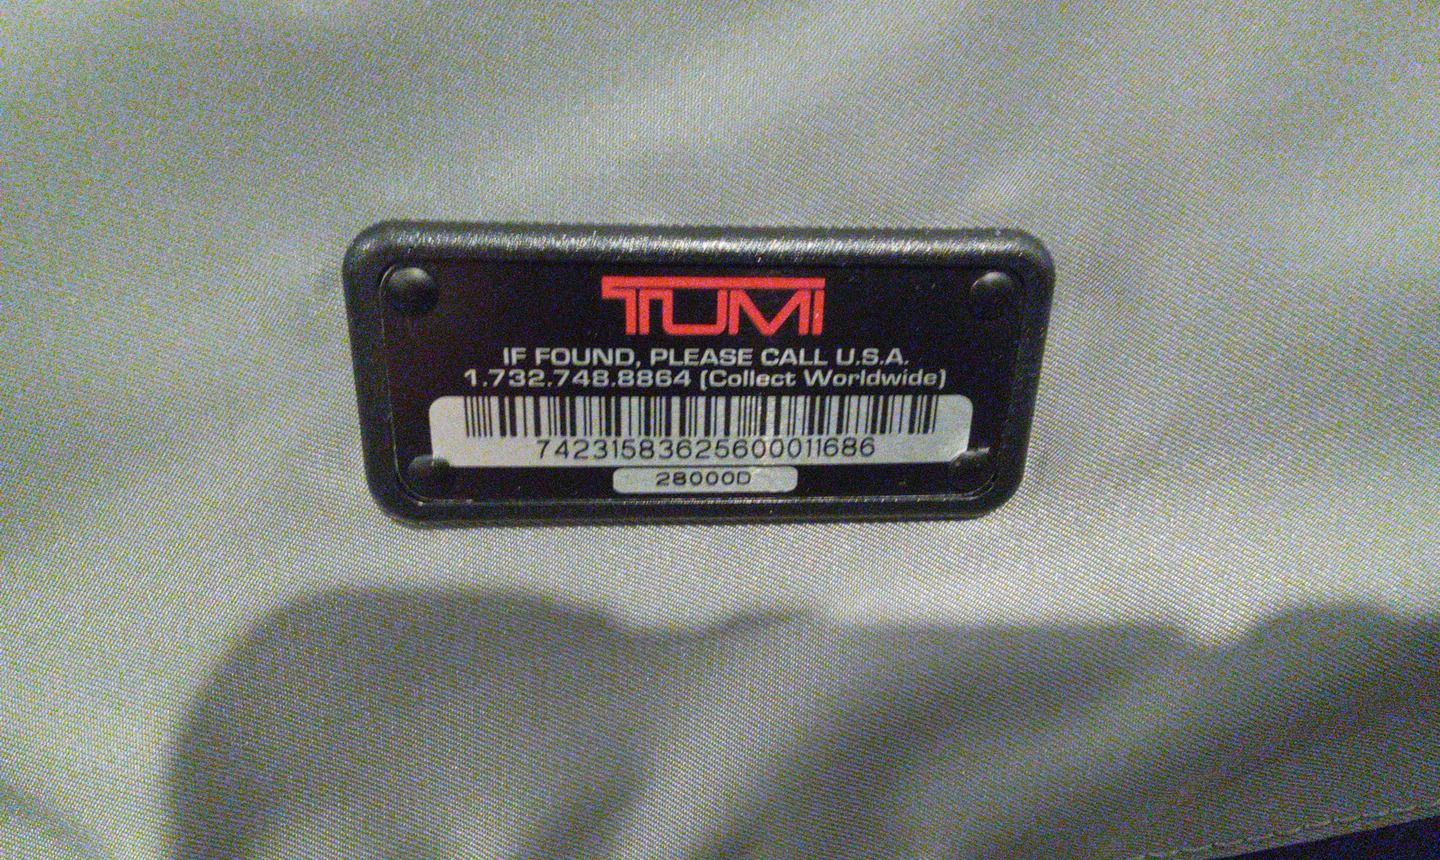 TUMI
IF FOUND, PLEASE CALL U.S.A.
1.732.748.8864 (Collect Worldwide)
74231583625600011686
28000D